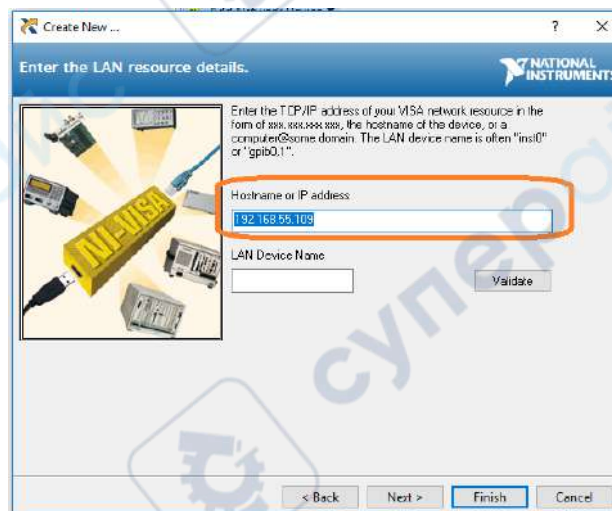 Create New ...
Enter the LAN resource details.
NATIONAL
INSTRUMENTS
Enter the TCP/IP address of your VISA network resource in the
form of xxx.xxx.xxx.xxx, the hostname of the device, or a
computer@some.domain. The LAN device name is often "inst0"
or "gpib0,1".
NI-VISA
Hostname or IP address
192.168.55.109
LAN Device Name
Validate
< Back
Next >
Finish
Cancel
супер